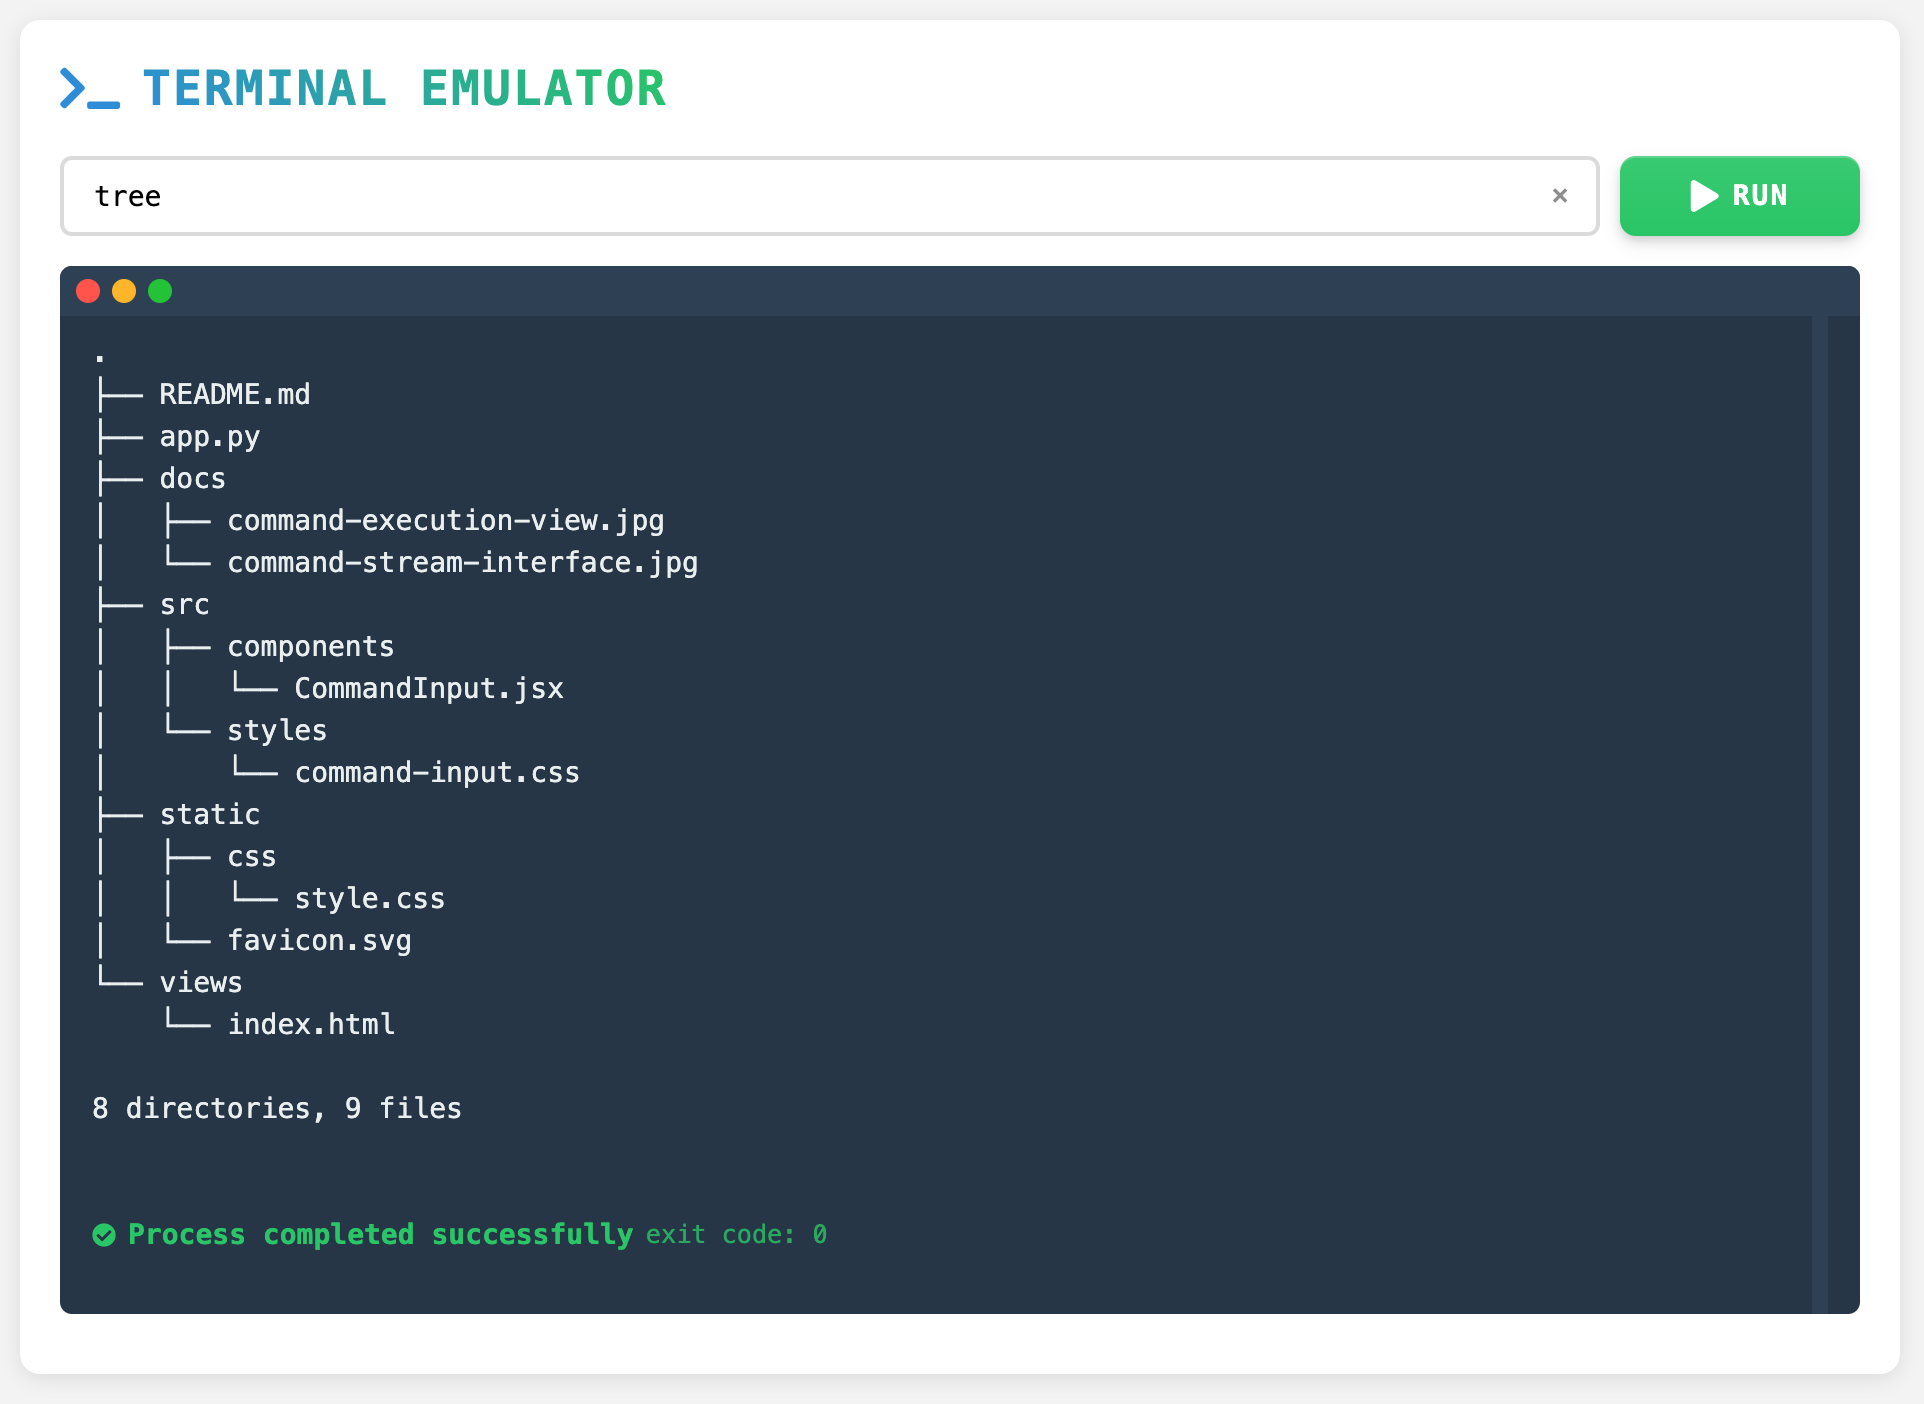 TERMINAL EMULATOR
tree
RUN
.
├── README.md
├── app.py
├── docs
│   ├── command-execution-view.jpg
│   └── command-stream-interface.jpg
├── src
│   ├── components
│   │   └── CommandInput.jsx
│   └── styles
│       └── command-input.css
├── static
│   ├── css
│   │   └── style.css
│   └── favicon.svg
└── views
    └── index.html
8 directories, 9 files
Process completed successfully exit code: 0